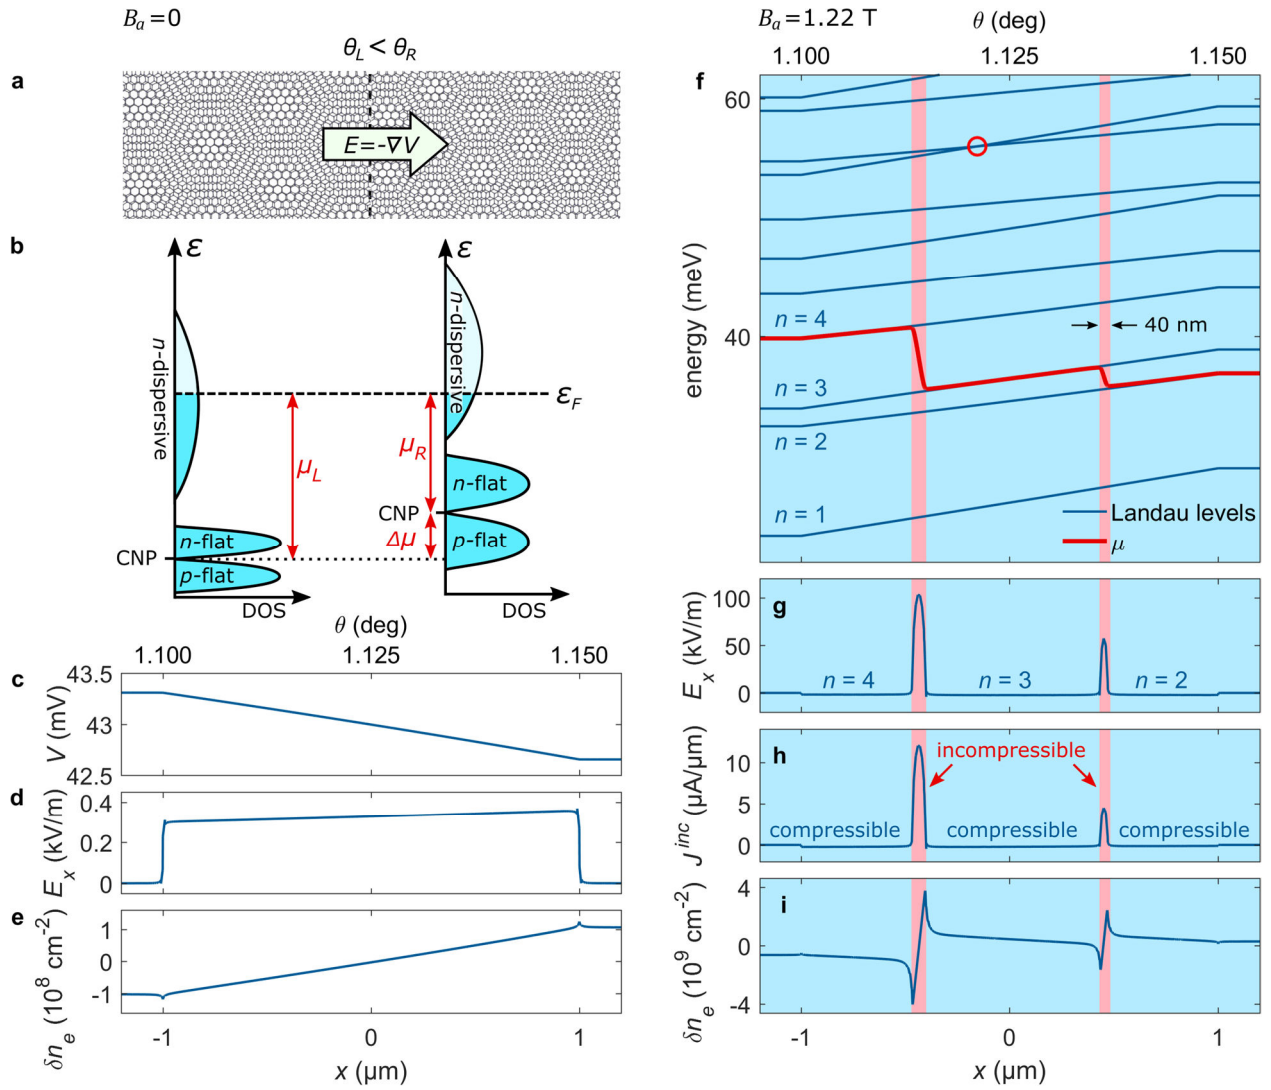 B_a=0
θ_L < θ_R
a
E=-∇V
b
ε
n-dispersive
ε
n-dispersive
ε_F
μ_L
μ_R
n-flat
CNP
Δμ
n-flat
p-flat
CNP
p-flat
DOS
DOS
θ (deg)
1.100 1.125 1.150
c
43.5
43
42.5
V (mV)
d
0.4
0.2
0
E_x (kV/m)
e
1
0
-1
δn_e (10^8 cm^-2)
-1 0 1
x (μm)
B_a=1.22 T
θ (deg)
1.100 1.125 1.150
f
60
40
energy (meV)
n = 4
40 nm
n = 3
n = 2
n = 1
Landau levels
μ
g
100
50
0
E_x (kV/m)
n = 4 n = 3 n = 2
h
incompressible
10
5
0
J^inc (μA/μm)
compressible compressible compressible
i
4
0
-4
δn_e (10^9 cm^-2)
-1 0 1
x (μm)